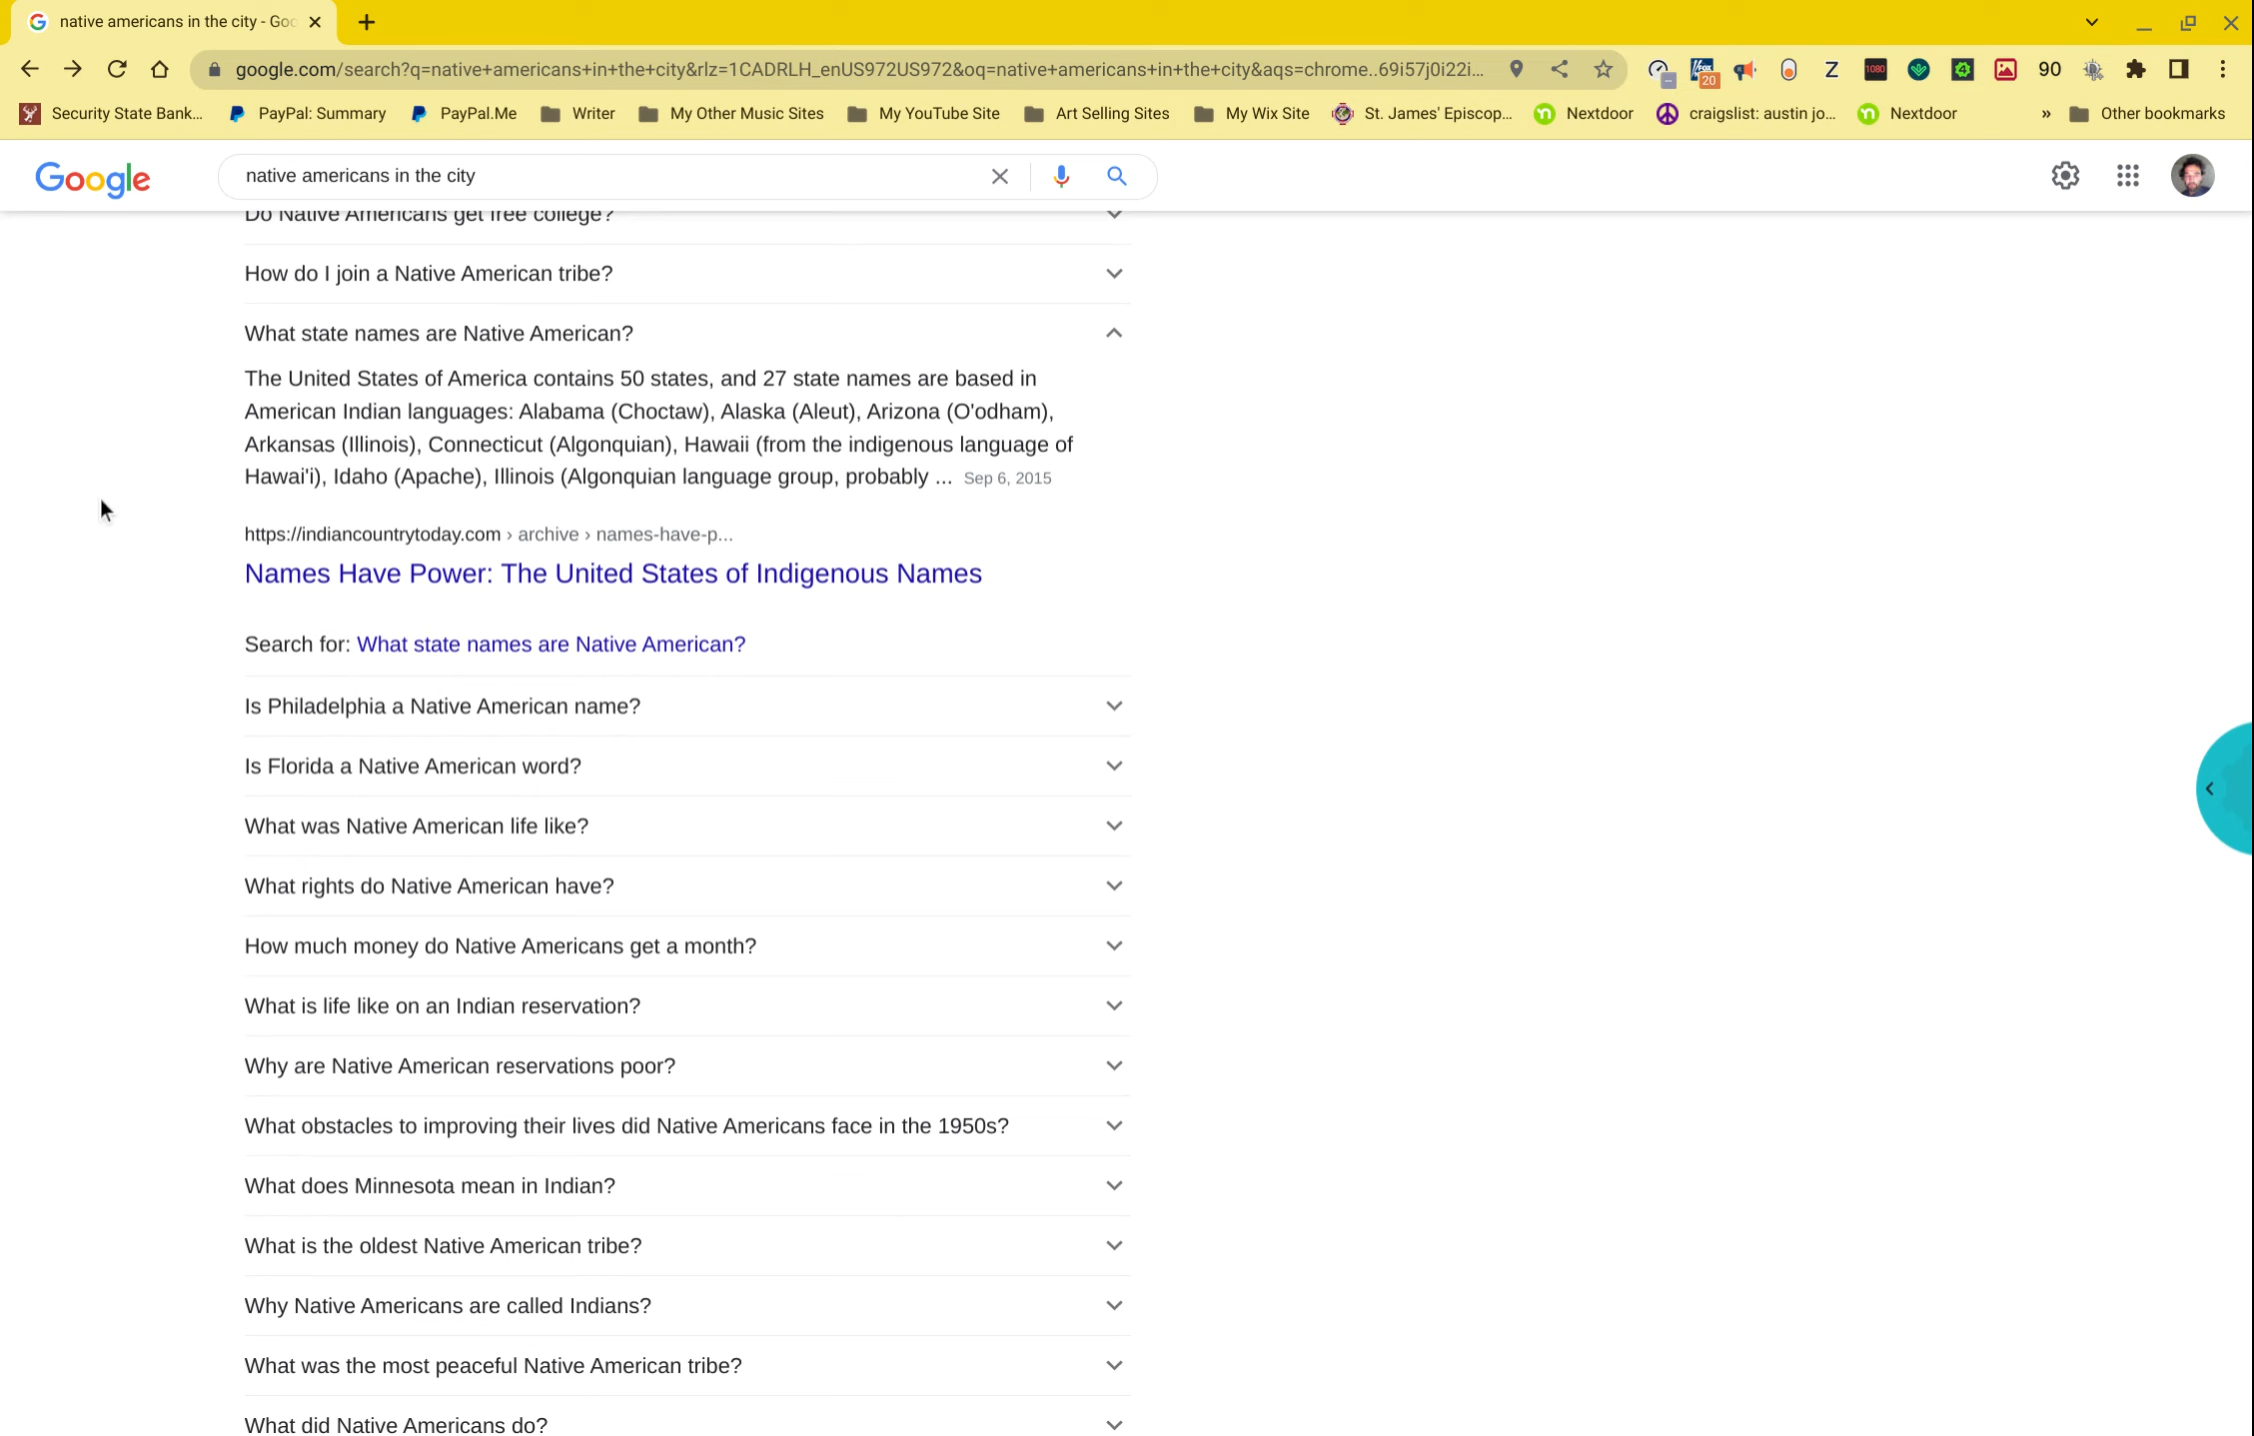 native americans in the city - Goo
google.com/search?q=native+americans+in+the+city&rlz=1CADRLH_enUS972US972&oq=native+americans+in+the+city&aqs=chrome..69i57j0i22i...
20
Z
1080
90
Security State Bank...
PayPal: Summary
PayPal.Me
Writer
My Other Music Sites
My YouTube Site
Art Selling Sites
My Wix Site
St. James' Episcop...
Nextdoor
craigslist: austin jo...
Nextdoor
»
Other bookmarks
Google
native americans in the city
Do Native Americans get free college?
How do I join a Native American tribe?
What state names are Native American?
The United States of America contains 50 states, and 27 state names are based in
American Indian languages: Alabama (Choctaw), Alaska (Aleut), Arizona (O'odham),
Arkansas (Illinois), Connecticut (Algonquian), Hawaii (from the indigenous language of
Hawai'i), Idaho (Apache), Illinois (Algonquian language group, probably ... Sep 6, 2015
https://indiancountrytoday.com › archive › names-have-p...
Names Have Power: The United States of Indigenous Names
Search for: What state names are Native American?
Is Philadelphia a Native American name?
Is Florida a Native American word?
What was Native American life like?
What rights do Native American have?
How much money do Native Americans get a month?
What is life like on an Indian reservation?
Why are Native American reservations poor?
What obstacles to improving their lives did Native Americans face in the 1950s?
What does Minnesota mean in Indian?
What is the oldest Native American tribe?
Why Native Americans are called Indians?
What was the most peaceful Native American tribe?
What did Native Americans do?